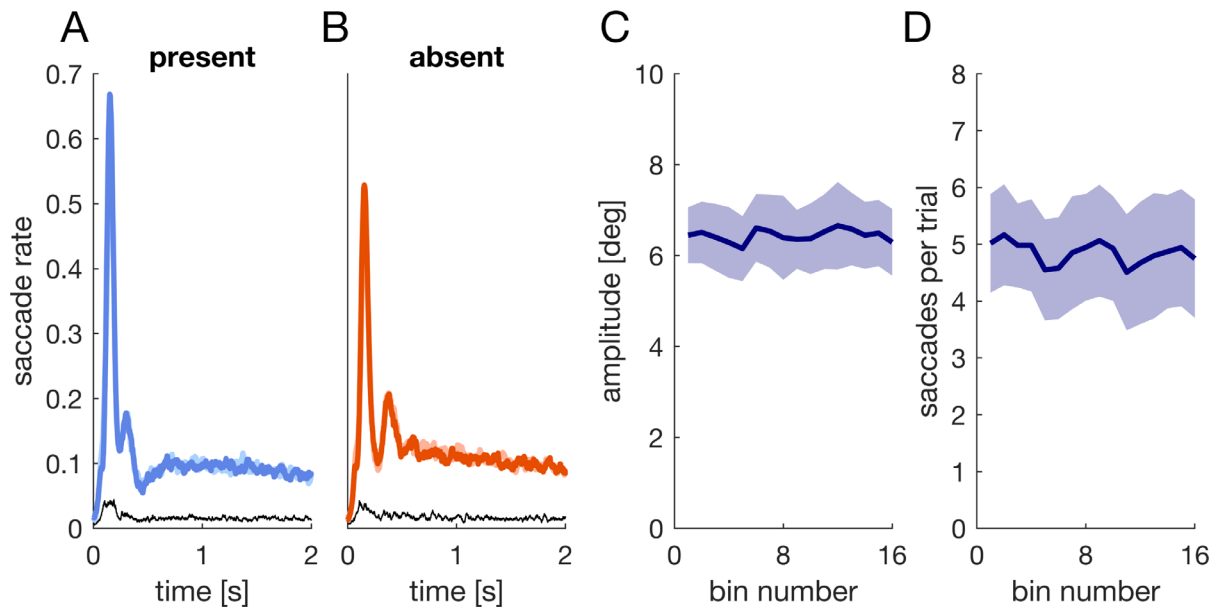 A
present
0.7
0.6
0.5
0.4
0.3
0.2
0.1
0
saccade rate
0
1
2
time [s]
B
absent
0
1
2
time [s]
C
10
8
6
4
2
0
amplitude [deg]
0
8
16
bin number
D
8
7
6
5
4
3
2
1
0
saccades per trial
0
8
16
bin number